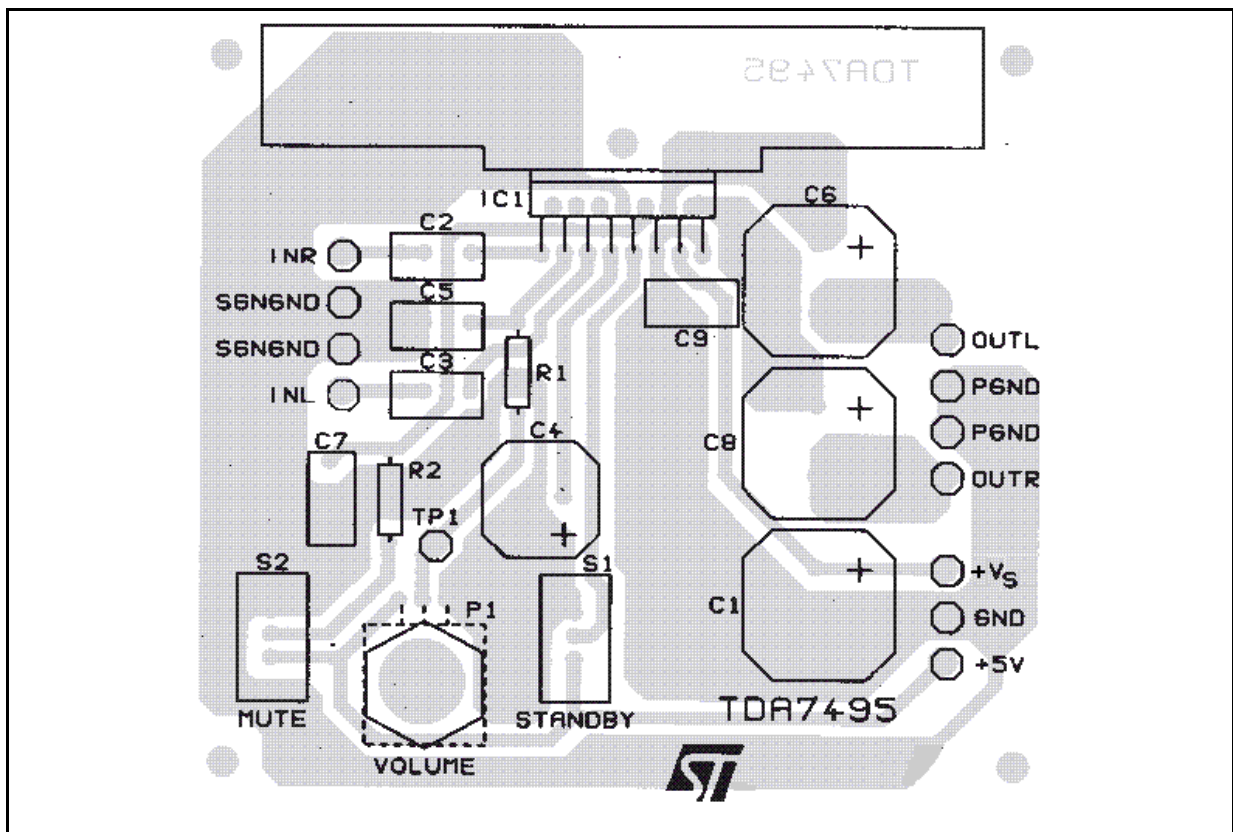 TDA7495
IC1
C6
C2
INR
C5
SGNGND
C9
OUTL
SGNGND
C3
R1
PGND
INL
C4
C8
PGND
C7
R2
OUTR
TP1
S2
S1
+VS
C1
P1
GND
+5V
MUTE
STANDBY
TDA7495
VOLUME
ST